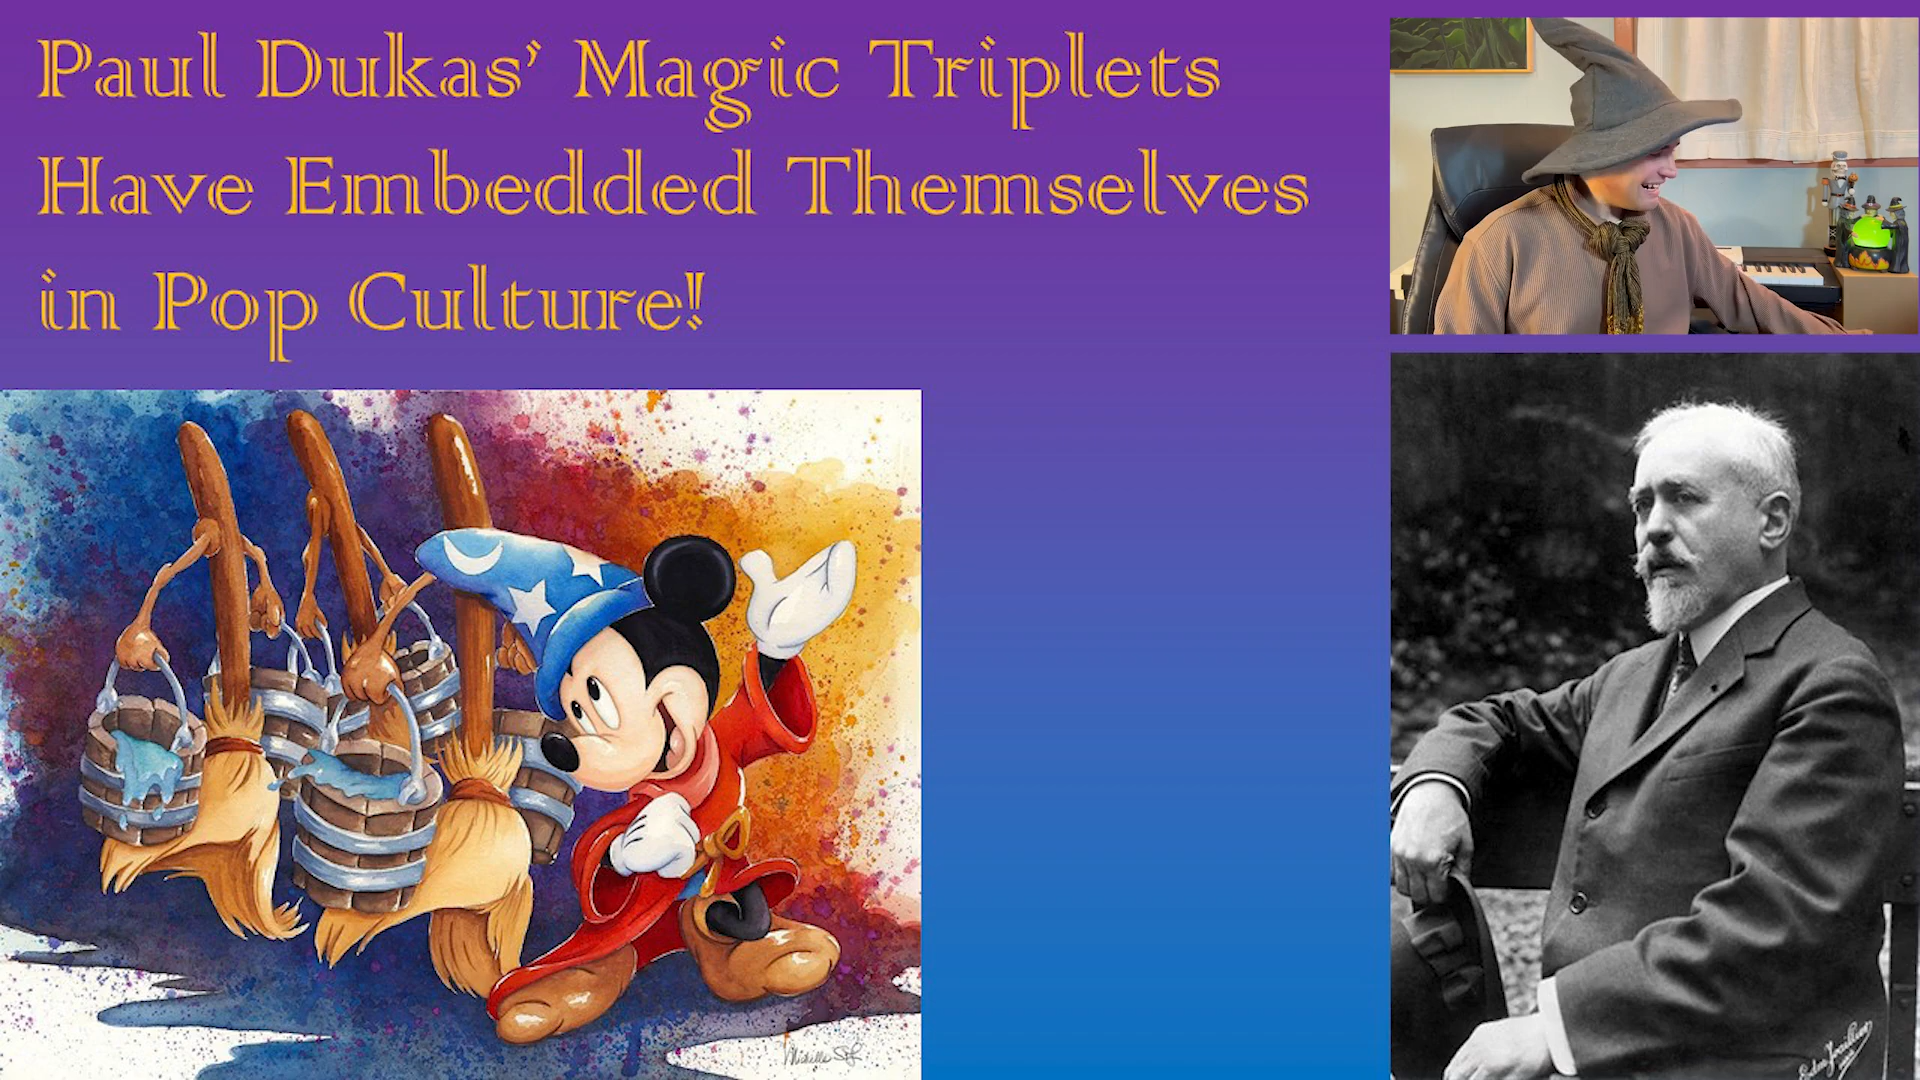 Paul Dukas' Magic Triplets
Have Embedded Themselves
in Pop Culture!